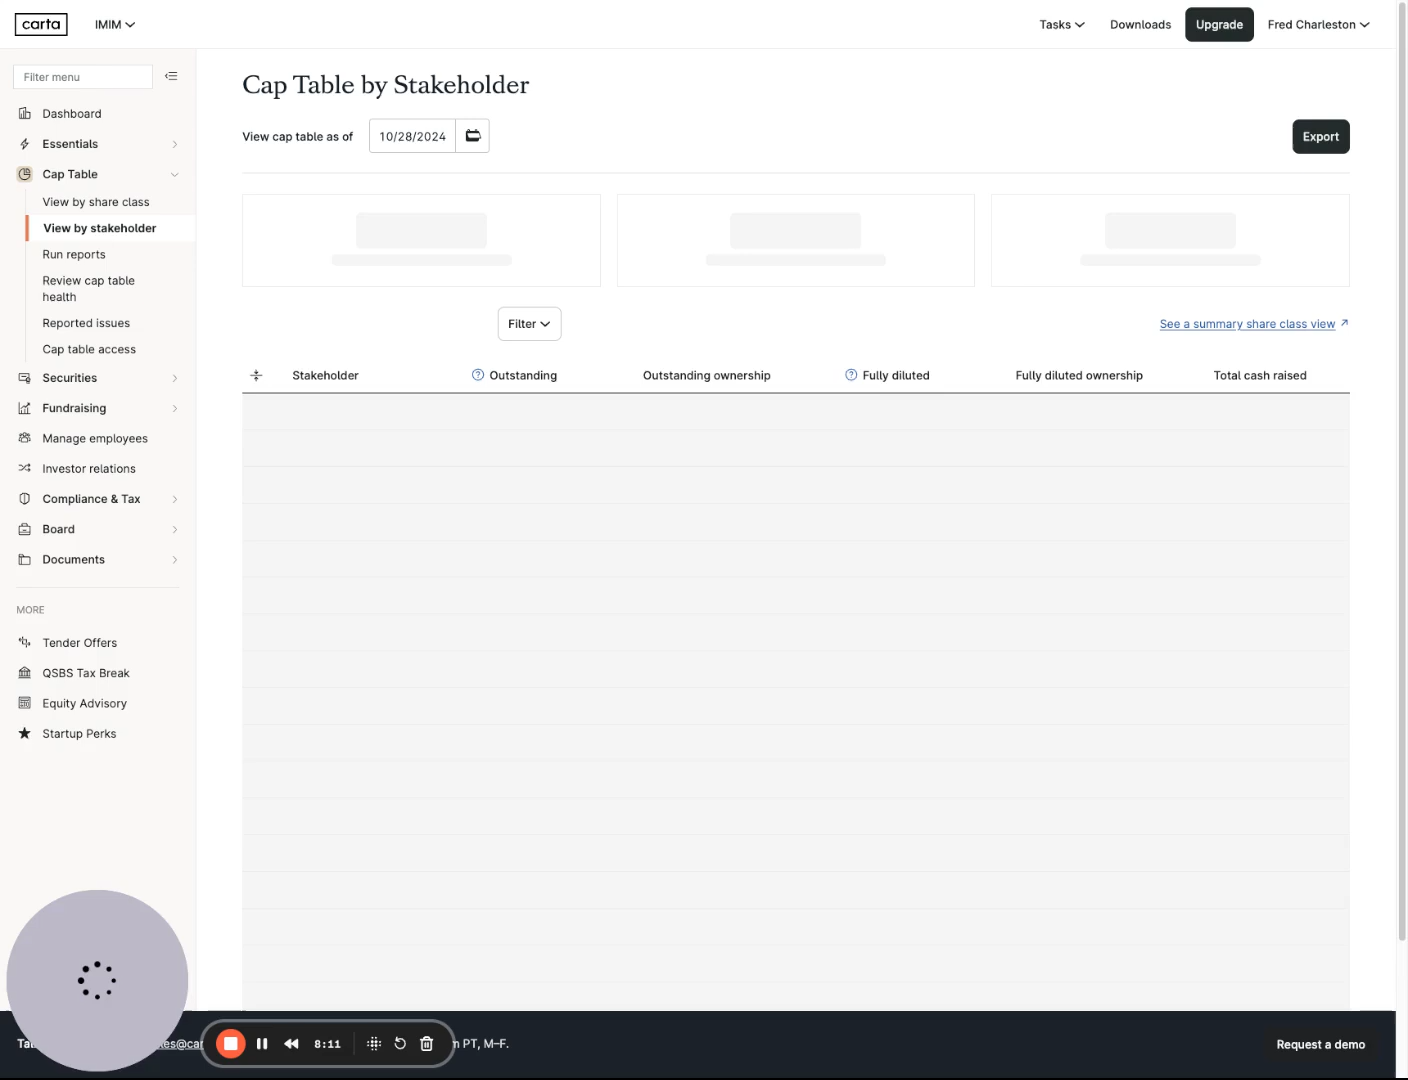 carta
IMIM
Tasks
Downloads
Upgrade
Fred Charleston
Filter menu
Dashboard
Essentials
Cap Table
View by share class
View by stakeholder
Run reports
Review cap table
health
Reported issues
Cap table access
Securities
Fundraising
Manage employees
Investor relations
Compliance & Tax
Board
Documents
MORE
Tender Offers
QSBS Tax Break
Equity Advisory
Startup Perks
Cap Table by Stakeholder
View cap table as of
10/28/2024
Export
Filter
See a summary share class view
Stakeholder
Outstanding
Outstanding ownership
Fully diluted
Fully diluted ownership
Total cash raised
8:11
PT, M–F.
Request a demo